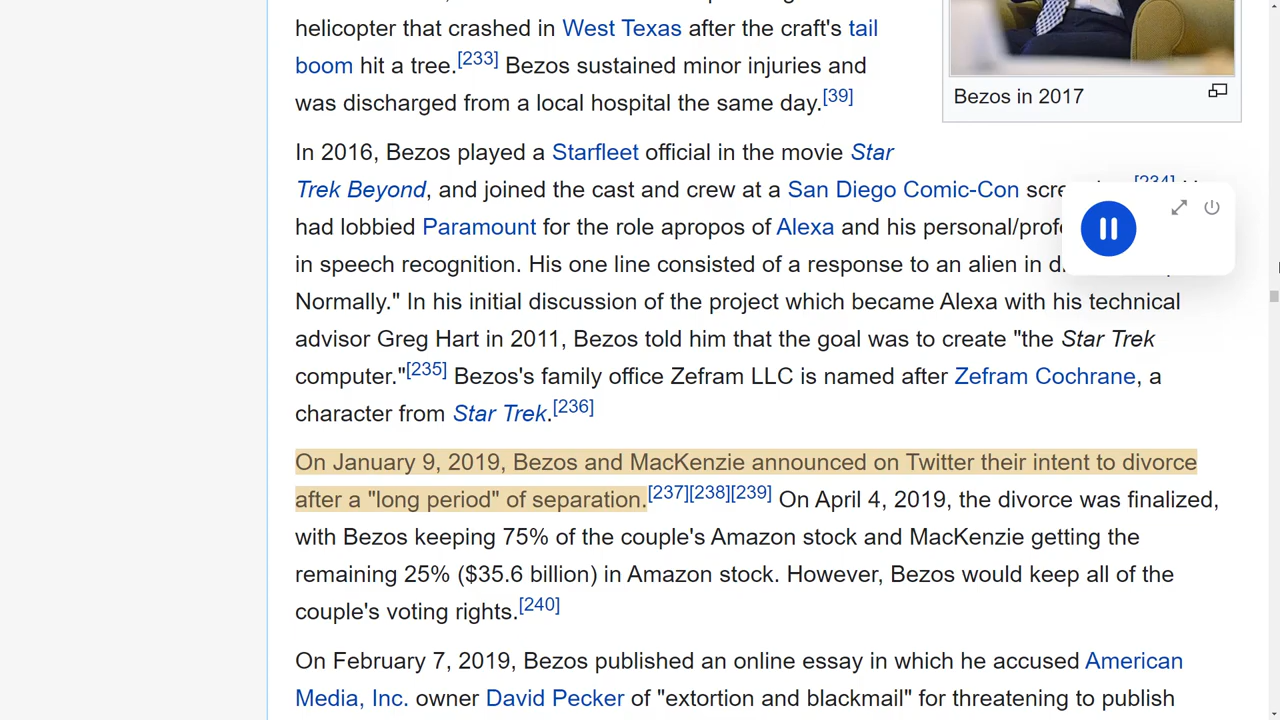 helicopter that crashed in West Texas after the craft's tail
boom hit a tree.[233] Bezos sustained minor injuries and
was discharged from a local hospital the same day.[39]
Bezos in 2017
In 2016, Bezos played a Starfleet official in the movie Star
Trek Beyond, and joined the cast and crew at a San Diego Comic-Con
had lobbied Paramount for the role apropos of Alexa and his
in speech recognition. His one line consisted of a response to an alien in
Normally." In his initial discussion of the project which became Alexa with his technical
advisor Greg Hart in 2011, Bezos told him that the goal was to create "the Star Trek
computer."[235] Bezos's family office Zefram LLC is named after Zefram Cochrane, a
character from Star Trek.[236]
On January 9, 2019, Bezos and MacKenzie announced on Twitter their intent to divorce
after a "long period" of separation.[237][238][239] On April 4, 2019, the divorce was finalized,
with Bezos keeping 75% of the couple's Amazon stock and MacKenzie getting the
remaining 25% ($35.6 billion) in Amazon stock. However, Bezos would keep all of the
couple's voting rights.[240]
On February 7, 2019, Bezos published an online essay in which he accused American
Media, Inc. owner David Pecker of "extortion and blackmail" for threatening to publish